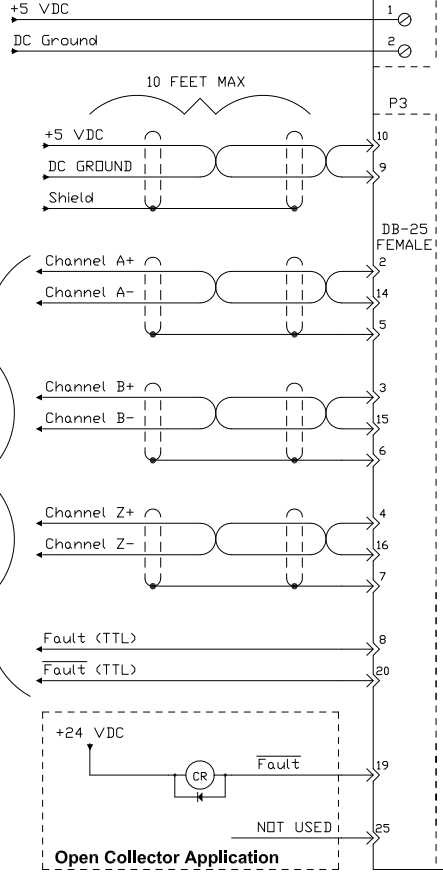 +5 VDC 1
DC Ground 2
10 FEET MAX
P3
+5 VDC 10
DC GROUND 9
Shield
DB-25
FEMALE
Channel A+ 2
Channel A- 14
5
Channel B+ 3
Channel B- 15
6
Channel Z+ 4
Channel Z- 16
7
Fault (TTL) 8
Fault (TTL) 20
+24 VDC
CR Fault 19
NOT USED 25
Open Collector Application